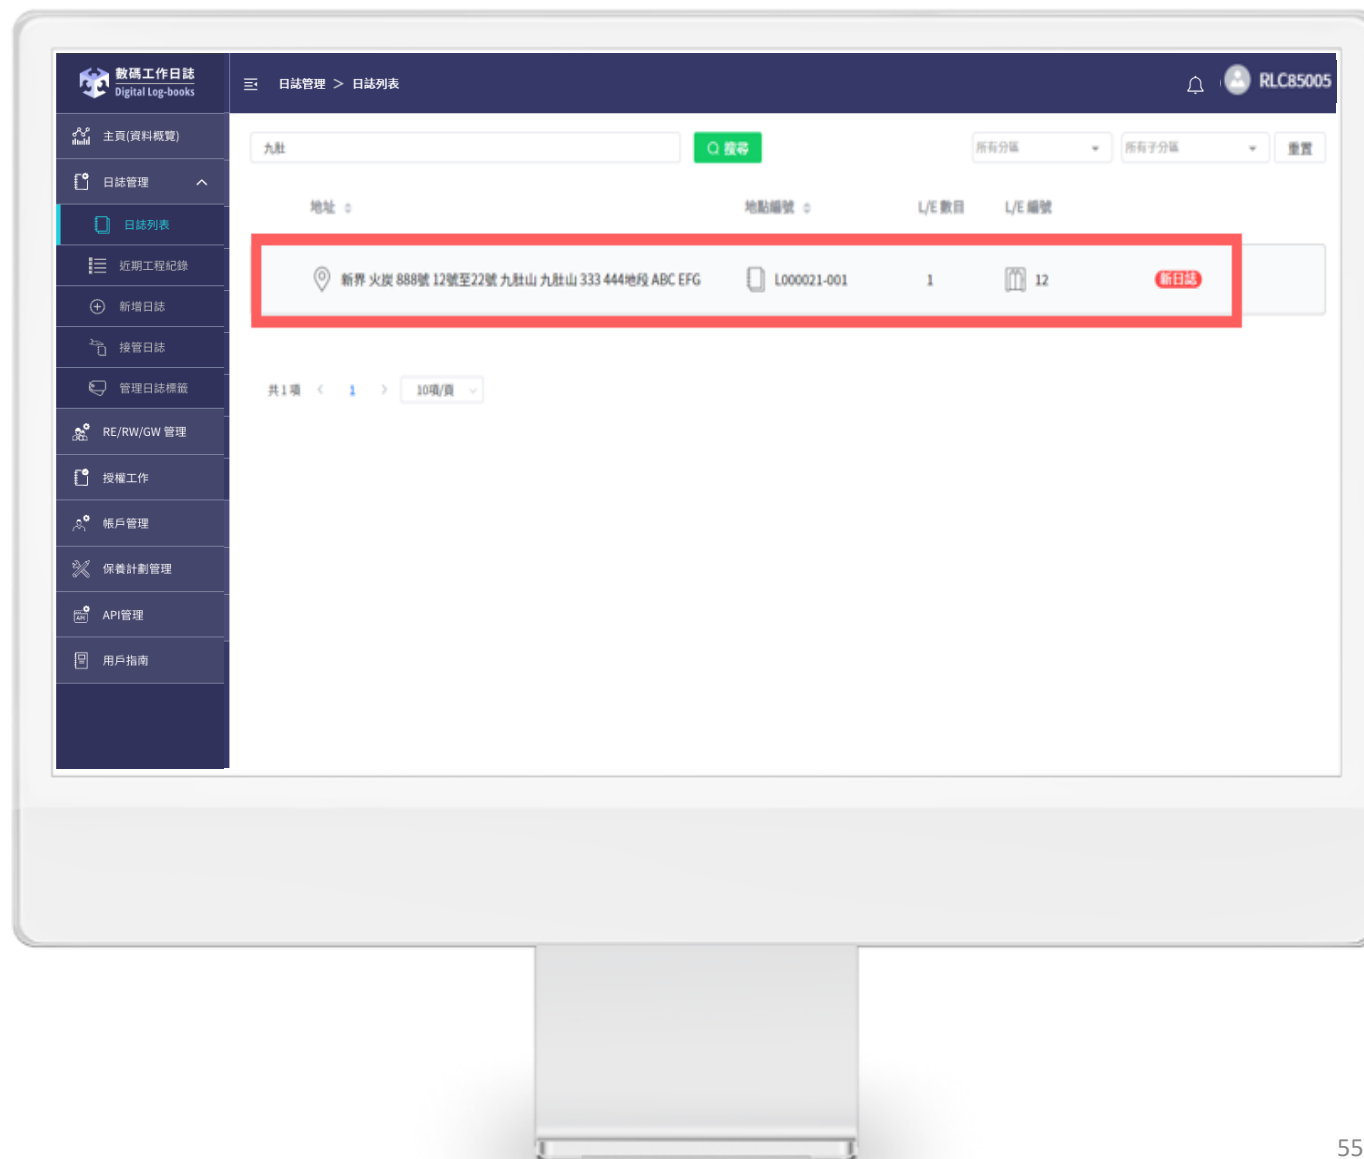 數碼工作日誌
Digital Log-books
日誌管理 > 日誌列表
RLC85005
主頁(資料概覽)
日誌管理
日誌列表
近期工程紀錄
新增日誌
接管日誌
管理日誌標籤
RE/RW/GW 管理
授權工作
帳戶管理
保養計劃管理
API管理
用戶指南
九肚
搜尋
所有分區
所有子分區
重置
地址
地點編號
L/E 數目
L/E 編號
新界 火炭 888號 12號至22號 九肚山 九肚山 333 444地段 ABC EFG
L000021-001
1
12
新日誌
共1項 < 1 > 10項/頁
55